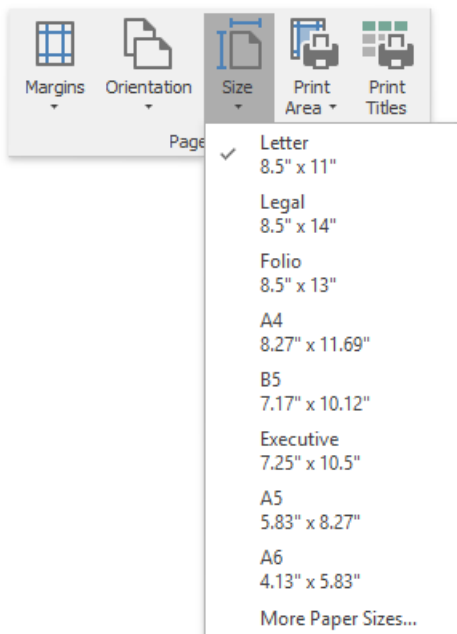 Margins Orientation Size Print Area Print Titles
Page
Letter
8.5" x 11"
Legal
8.5" x 14"
Folio
8.5" x 13"
A4
8.27" x 11.69"
B5
7.17" x 10.12"
Executive
7.25" x 10.5"
A5
5.83" x 8.27"
A6
4.13" x 5.83"
More Paper Sizes...